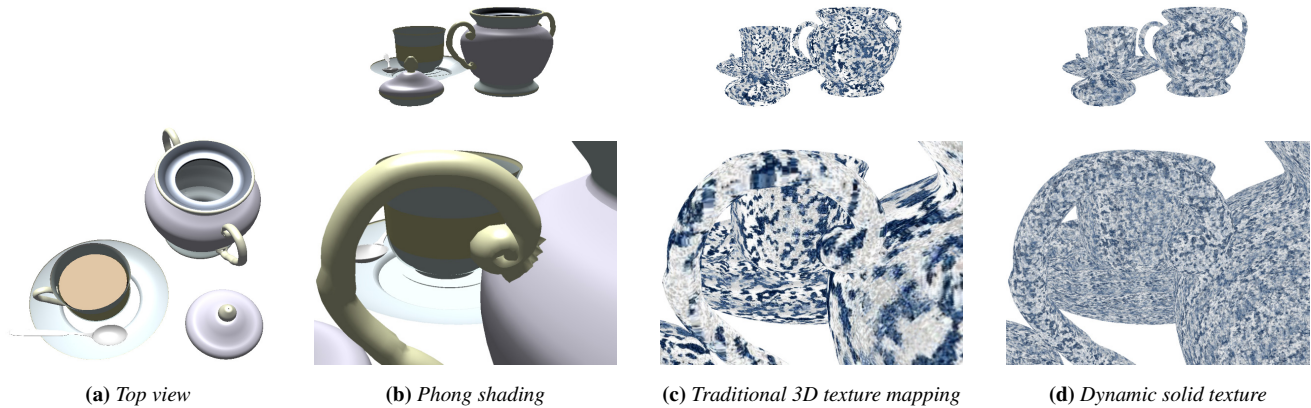 (a) Top view
(b) Phong shading
(c) Traditional 3D texture mapping
(d) Dynamic solid texture